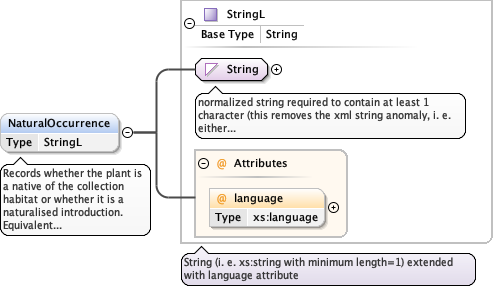 StringL
Base Type String
String
normalized string required to contain at least 1
character (this removes the xml string anomaly, i. e.
either...
NaturalOccurrence
Type StringL
Records whether the plant is
a native of the collection
habitat or whether it is a
naturalised introduction.
Equivalent...
@ Attributes
@ language
Type xs:language
String (i. e. xs:string with minimum length=1) extended
with language attribute